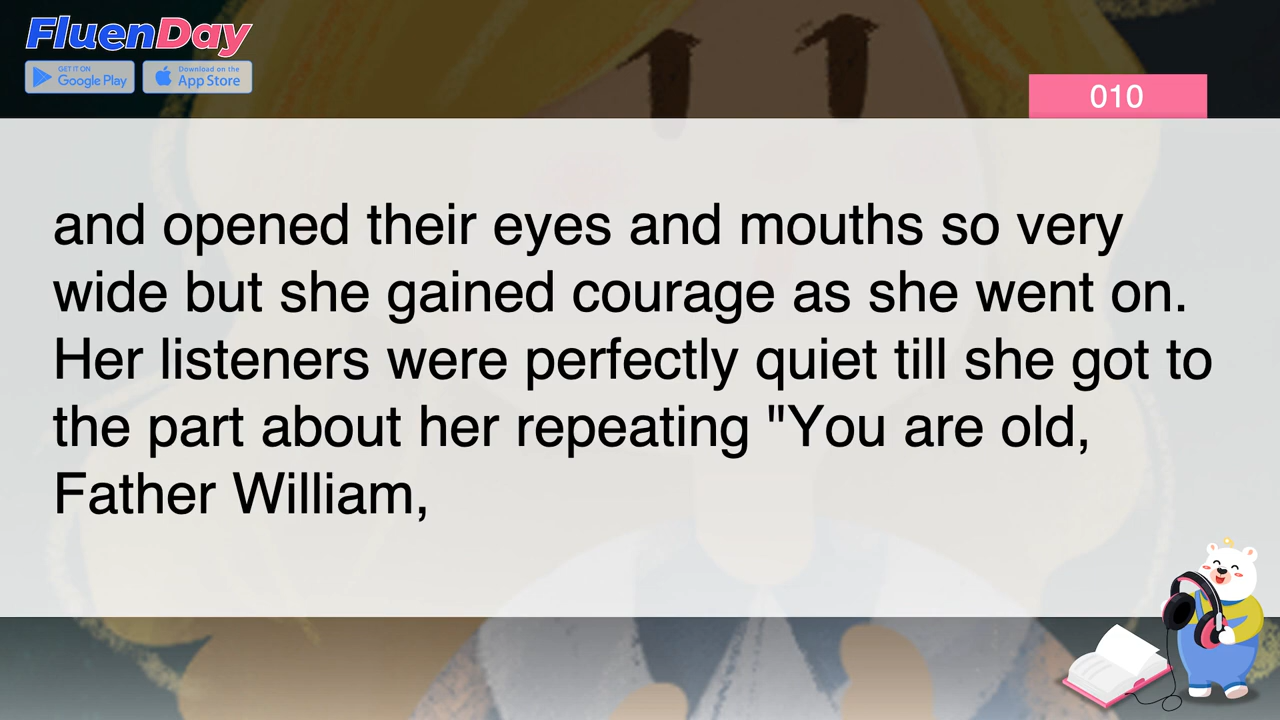 FluenDay
GET IT ON
Google Play
Download on the
App Store
010
and opened their eyes and mouths so very
wide but she gained courage as she went on.
Her listeners were perfectly quiet till she got to
the part about her repeating "You are old,
Father William,